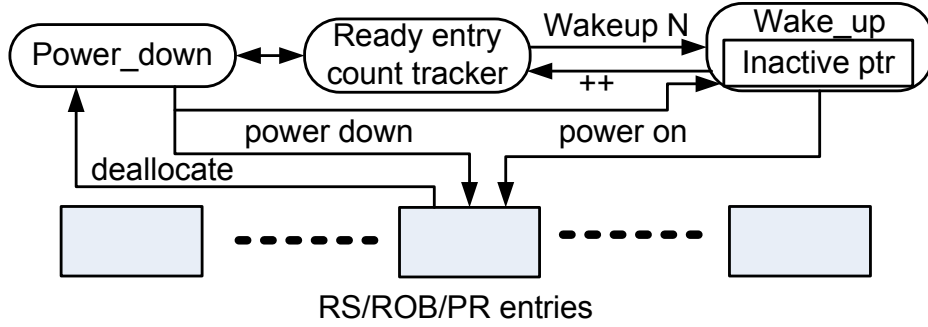 Power_down
Ready entry
count tracker
Wakeup N
++
Wake_up
Inactive ptr
power down
power on
deallocate
RS/ROB/PR entries